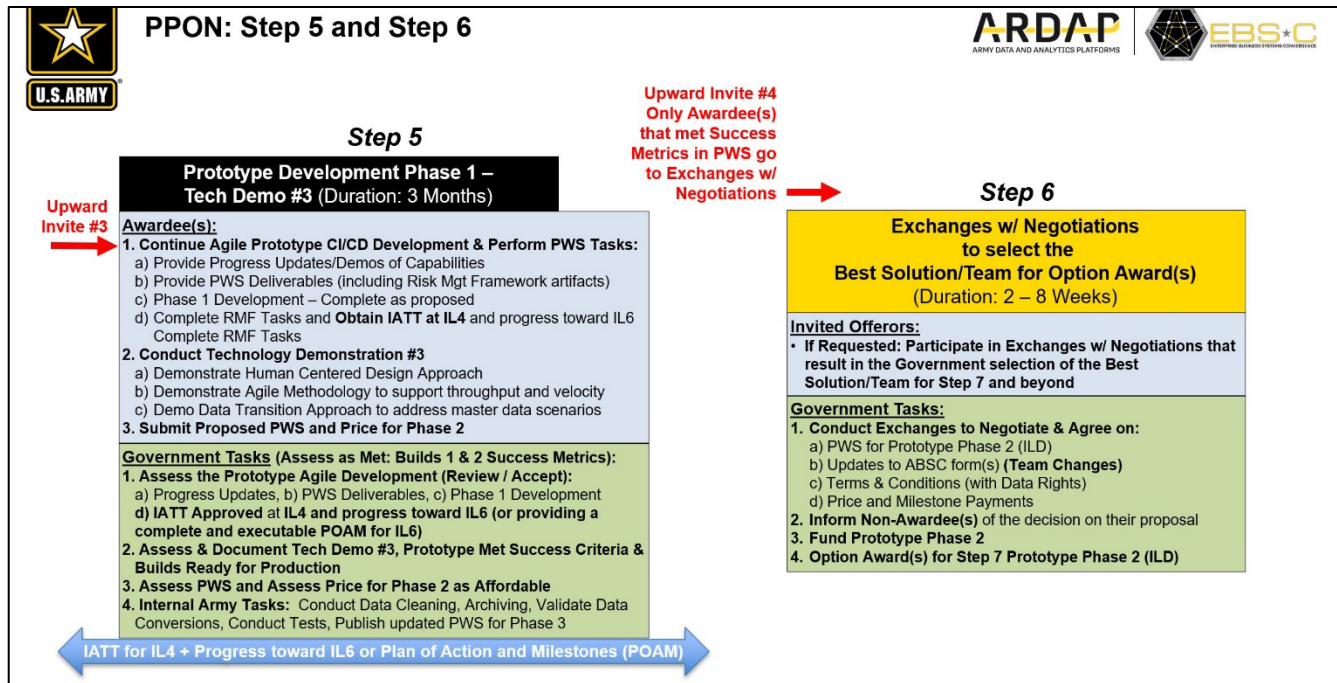 PPON: Step 5 and Step 6
U.S.ARMY
ARDAP
ARMY DATA AND ANALYTICS PLATFORMS
EBS★C
ENTERPRISE BUSINESS SYSTEMS-CONVERGENCE
Step 5
Prototype Development Phase 1 –
Tech Demo #3 (Duration: 3 Months)
Upward
Invite #3
Awardee(s):
1. Continue Agile Prototype CI/CD Development & Perform PWS Tasks:
a) Provide Progress Updates/Demos of Capabilities
b) Provide PWS Deliverables (including Risk Mgt Framework artifacts)
c) Phase 1 Development – Complete as proposed
d) Complete RMF Tasks and Obtain IATT at IL4 and progress toward IL6
Complete RMF Tasks
2. Conduct Technology Demonstration #3
a) Demonstrate Human Centered Design Approach
b) Demonstrate Agile Methodology to support throughput and velocity
c) Demo Data Transition Approach to address master data scenarios
3. Submit Proposed PWS and Price for Phase 2
Government Tasks (Assess as Met: Builds 1 & 2 Success Metrics):
1. Assess the Prototype Agile Development (Review / Accept):
a) Progress Updates, b) PWS Deliverables, c) Phase 1 Development
d) IATT Approved at IL4 and progress toward IL6 (or providing a
complete and executable POAM for IL6)
2. Assess & Document Tech Demo #3, Prototype Met Success Criteria &
Builds Ready for Production
3. Assess PWS and Assess Price for Phase 2 as Affordable
4. Internal Army Tasks: Conduct Data Cleaning, Archiving, Validate Data
Conversions, Conduct Tests, Publish updated PWS for Phase 3
IATT for IL4 + Progress toward IL6 or Plan of Action and Milestones (POAM)
Upward Invite #4
Only Awardee(s)
that met Success
Metrics in PWS go
to Exchanges w/
Negotiations
Step 6
Exchanges w/ Negotiations
to select the
Best Solution/Team for Option Award(s)
(Duration: 2 – 8 Weeks)
Invited Offerors:
• If Requested: Participate in Exchanges w/ Negotiations that
result in the Government selection of the Best
Solution/Team for Step 7 and beyond
Government Tasks:
1. Conduct Exchanges to Negotiate & Agree on:
a) PWS for Prototype Phase 2 (ILD)
b) Updates to ABSC form(s) (Team Changes)
c) Terms & Conditions (with Data Rights)
d) Price and Milestone Payments
2. Inform Non-Awardee(s) of the decision on their proposal
3. Fund Prototype Phase 2
4. Option Award(s) for Step 7 Prototype Phase 2 (ILD)